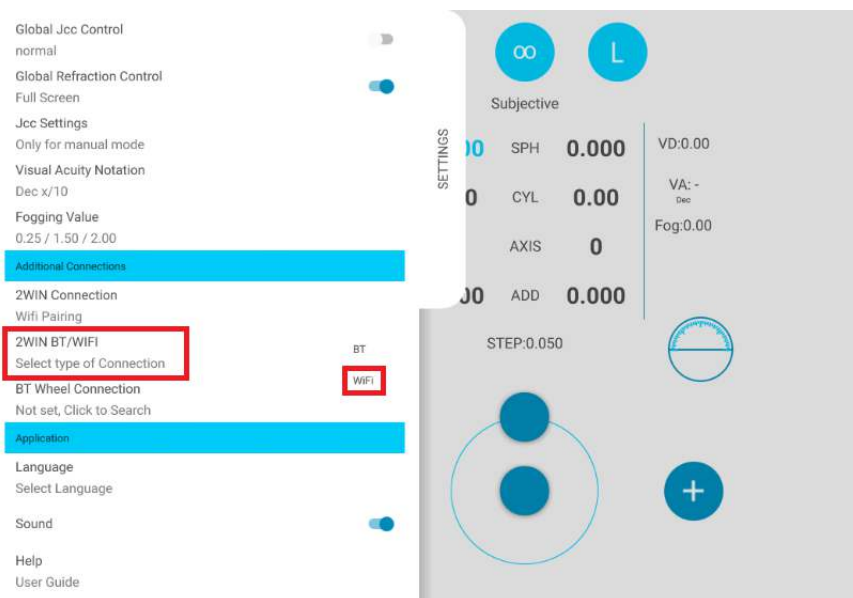 Global Jcc Control
normal
Global Refraction Control
Full Screen
Jcc Settings
Only for manual mode
Visual Acuity Notation
Dec x/10
Fogging Value
0.25 / 1.50 / 2.00
Additional Connections
2WIN Connection
Wifi Pairing
2WIN BT/WIFI
Select type of Connection
BT
WiFi
BT Wheel Connection
Not set, Click to Search
Application
Language
Select Language
Sound
Help
User Guide
SETTINGS
∞
L
Subjective
00 SPH 0.000
0 CYL 0.00
AXIS 0
00 ADD 0.000
VD:0.00
VA: -
Dec
Fog:0.00
STEP:0.050
+